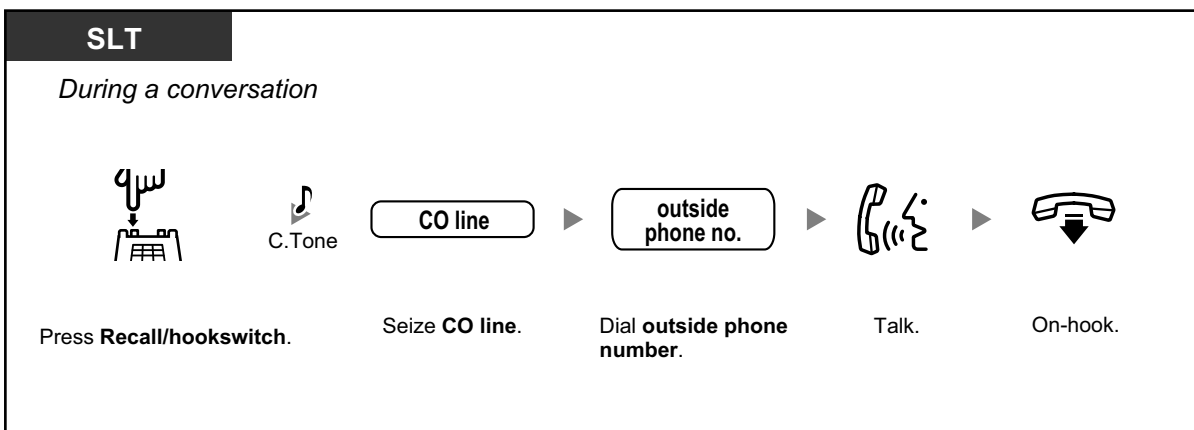 SLT
During a conversation
C.Tone
CO line
outside
phone no.
Press Recall/hookswitch.
Seize CO line.
Dial outside phone
number.
Talk.
On-hook.